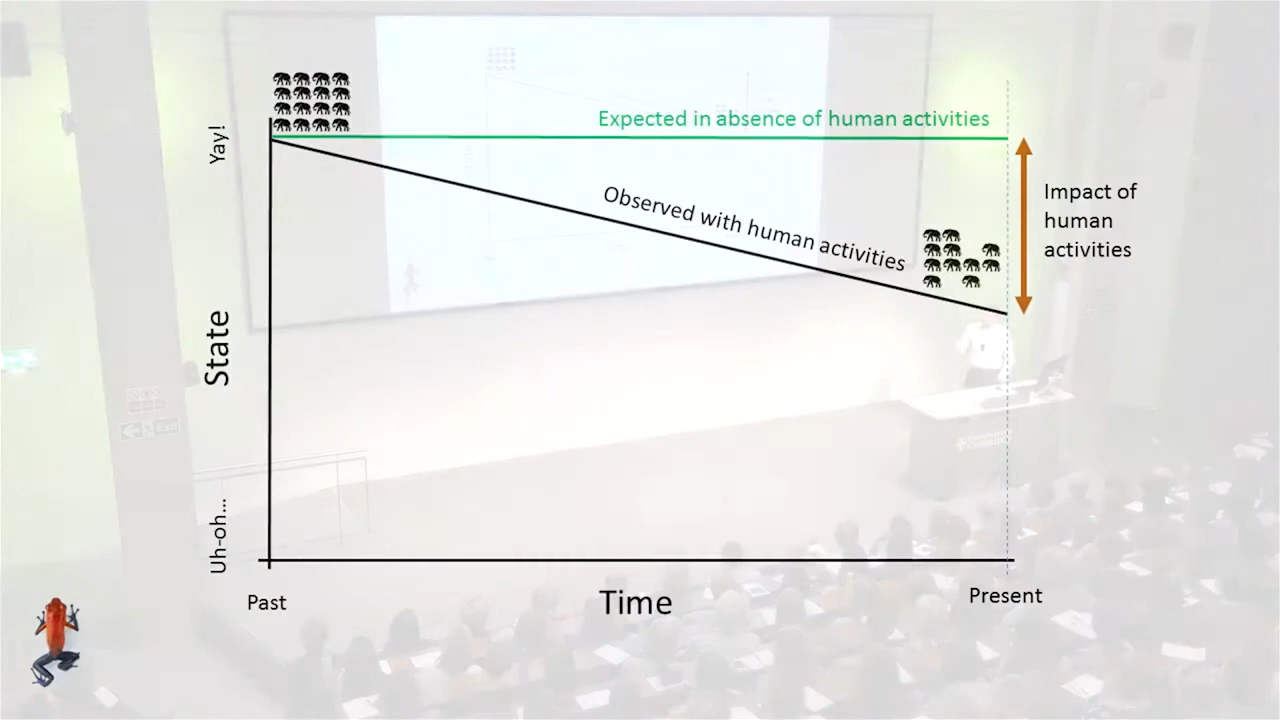 Yay!
Expected in absence of human activities
Observed with human activities
Impact of
human
activities
State
Uh-oh...
Past
Time
Present
Exit